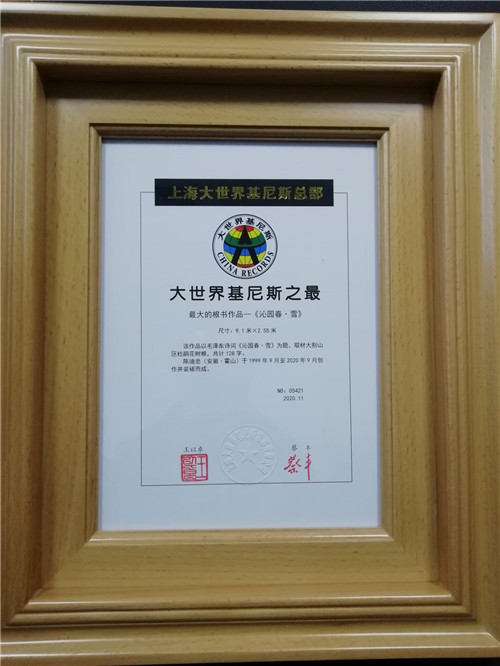 上海大世界基尼斯总部
大世界基尼斯
CHINA RECORDS
大世界基尼斯之最
最大的根书作品—《沁园春·雪》
尺寸：9.1米×2.55米
该作品以毛泽东诗词《沁园春·雪》为题，取材大别山
区杜鹃花树根，共计128字。
陈迪忠（安徽·霍山）于1999年9月至2020年9月创
作并装裱而成。
NO：05421
2020.11
王以卓
蔡丰
蔡丰